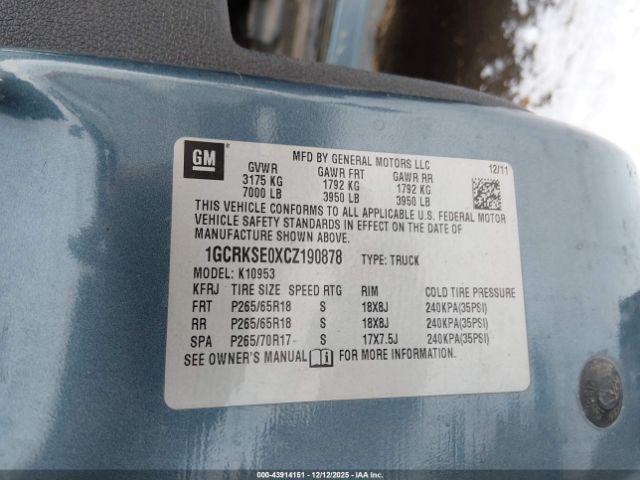 GM
MFD BY GENERAL MOTORS LLC
12/11
GVWR GAWR FRT GAWR RR
3175 KG 1792 KG 1792 KG
7000 LB 3950 LB 3950 LB
THIS VEHICLE CONFORMS TO ALL APPLICABLE U.S. FEDERAL MOTOR
VEHICLE SAFETY STANDARDS IN EFFECT ON THE DATE OF
MANUFACTURE SHOWN ABOVE.
1GCRKSE0XCZ190878 TYPE: TRUCK
MODEL: K10953
KFRJ TIRE SIZE SPEED RTG RIM COLD TIRE PRESSURE
FRT P265/65R18 S 18X8J 240KPA(35PSI)
RR P265/65R18 S 18X8J 240KPA(35PSI)
SPA P265/70R17 S 17X7.5J 240KPA(35PSI)
SEE OWNER'S MANUAL FOR MORE INFORMATION.
000-43914151 - 12/12/2025 - IAA Inc.